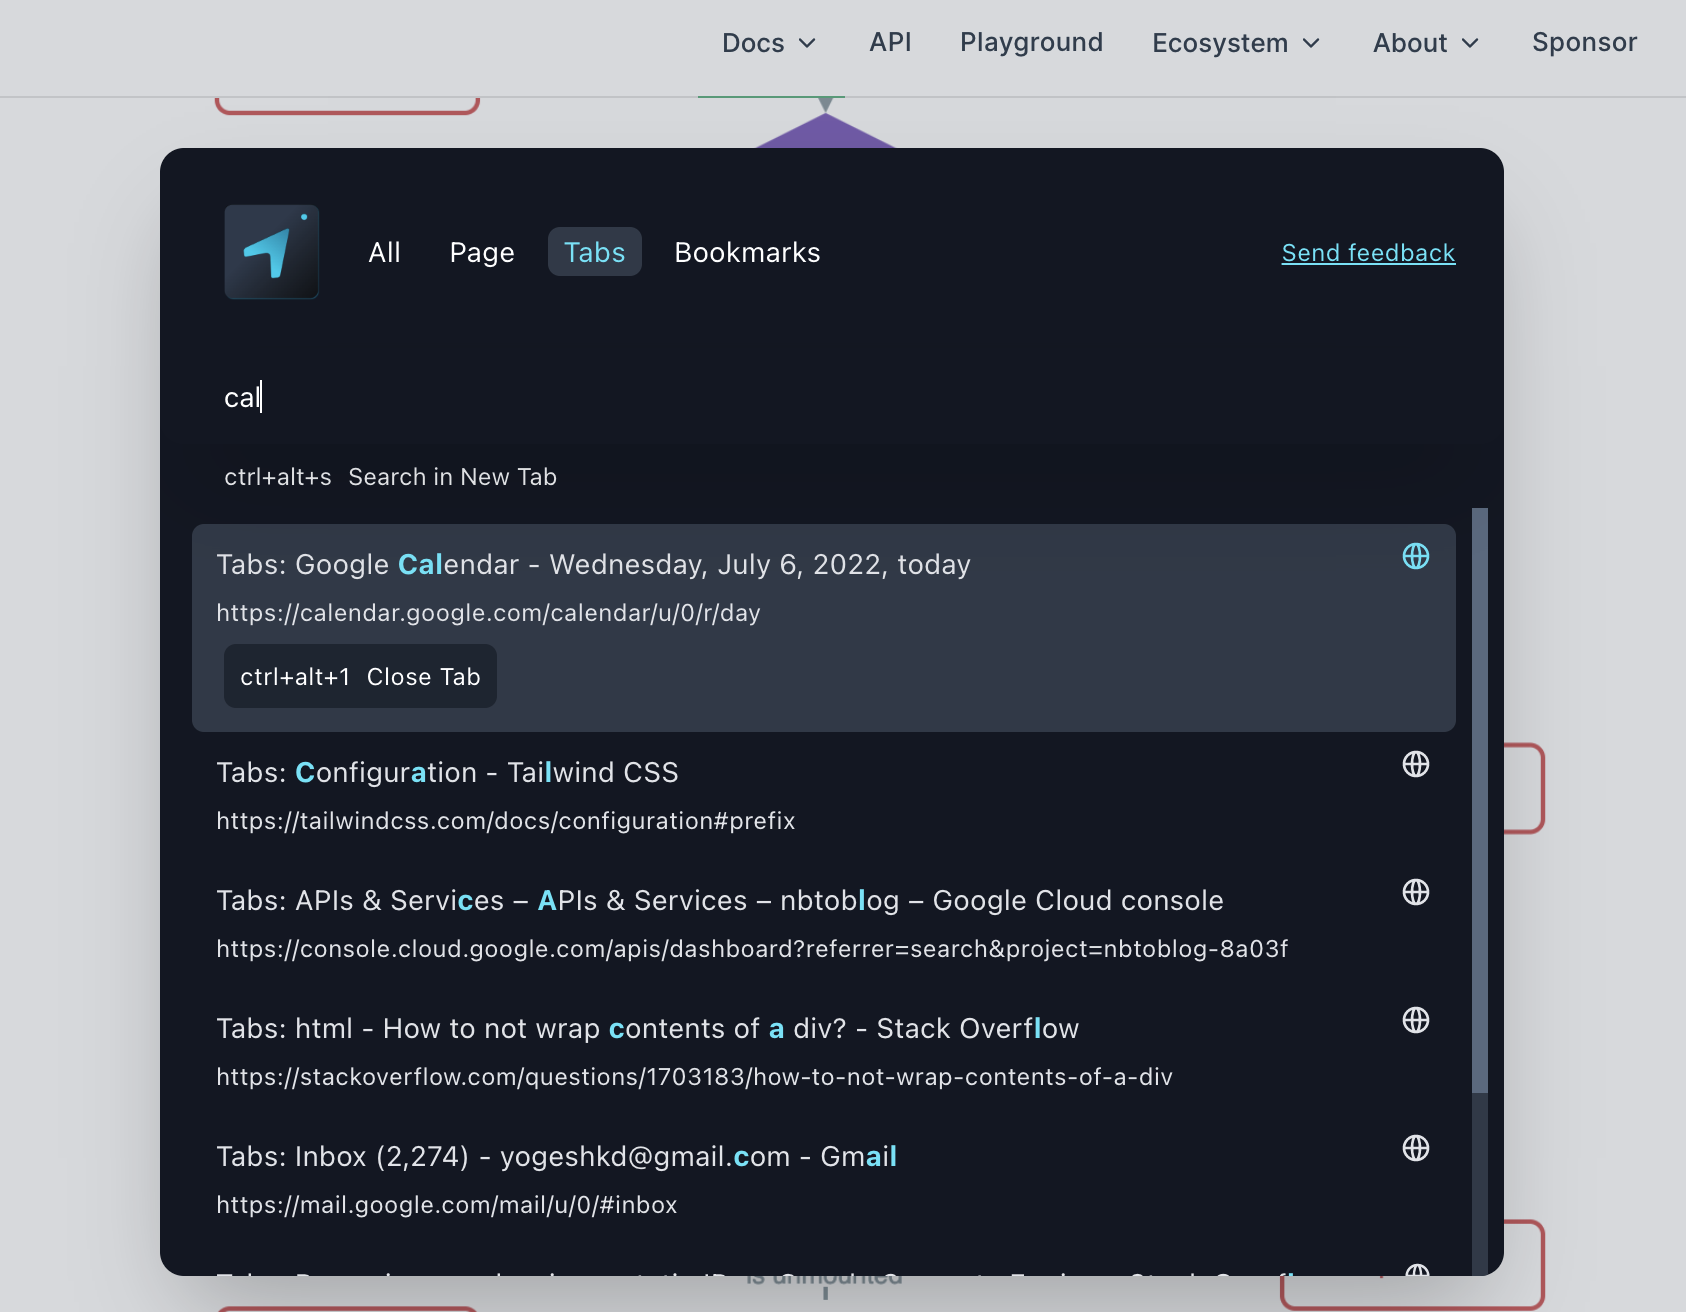 Docs API Playground Ecosystem About Sponsor
All Page Tabs Bookmarks Send feedback
cal
ctrl+alt+s Search in New Tab
Tabs: Google Calendar - Wednesday, July 6, 2022, today
https://calendar.google.com/calendar/u/0/r/day
ctrl+alt+1 Close Tab
Tabs: Configuration - Tailwind CSS
https://tailwindcss.com/docs/configuration#prefix
Tabs: APIs & Services – APIs & Services – nbtoblog – Google Cloud console
https://console.cloud.google.com/apis/dashboard?referrer=search&project=nbtoblog-8a03f
Tabs: html - How to not wrap contents of a div? - Stack Overflow
https://stackoverflow.com/questions/1703183/how-to-not-wrap-contents-of-a-div
Tabs: Inbox (2,274) - yogeshkd@gmail.com - Gmail
https://mail.google.com/mail/u/0/#inbox
is unmounted